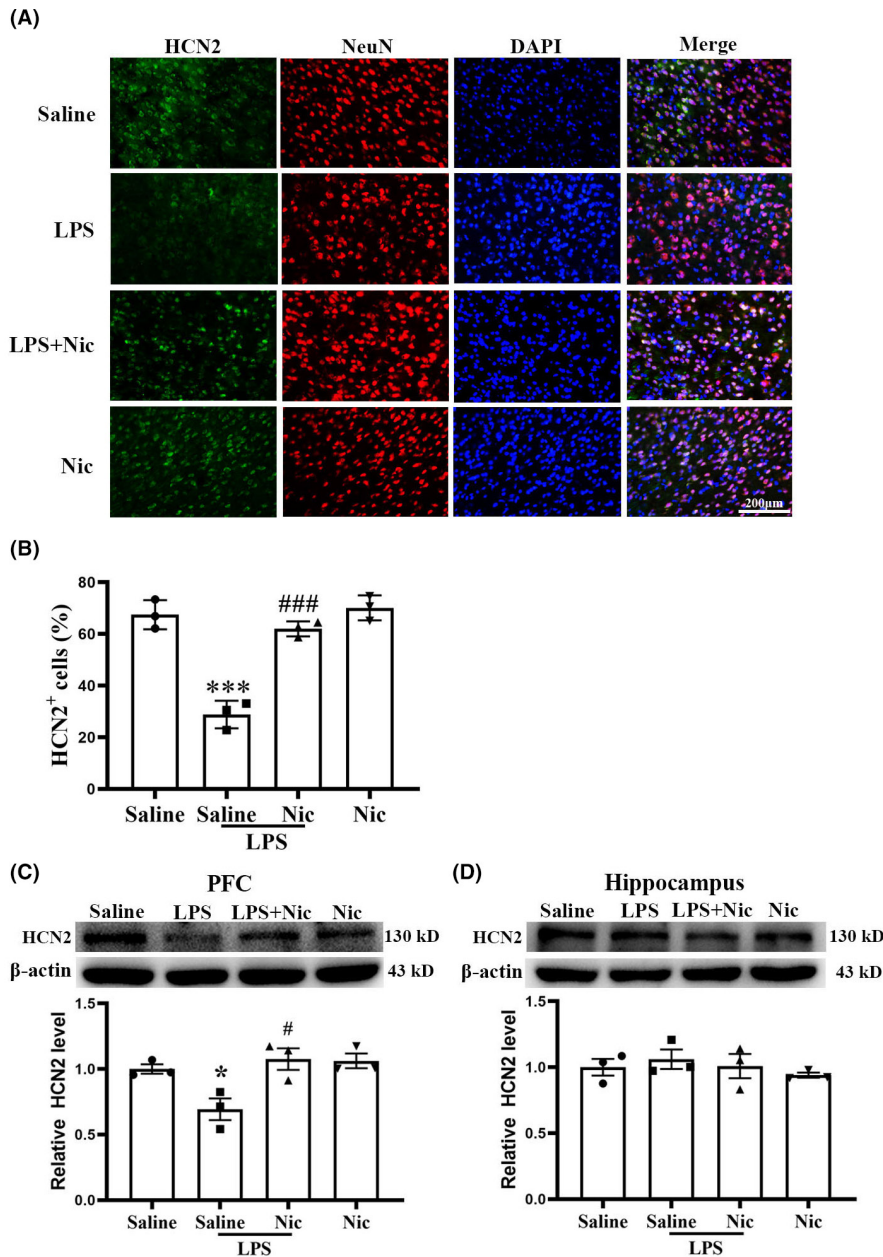 (A)
HCN2 NeuN DAPI Merge
Saline
LPS
LPS+Nic
Nic
200μm
(B)
HCN2⁺ cells (%)
80
60
40
20
0
***
###
Saline Saline Nic Nic
LPS
(C)
PFC
Saline LPS LPS+Nic Nic
HCN2 130 kD
β-actin 43 kD
Relative HCN2 level
1.5
1.0
0.5
0.0
*
#
Saline Saline Nic Nic
LPS
(D)
Hippocampus
Saline LPS LPS+Nic Nic
HCN2 130 kD
β-actin 43 kD
Relative HCN2 level
1.5
1.0
0.5
0.0
Saline Saline Nic Nic
LPS